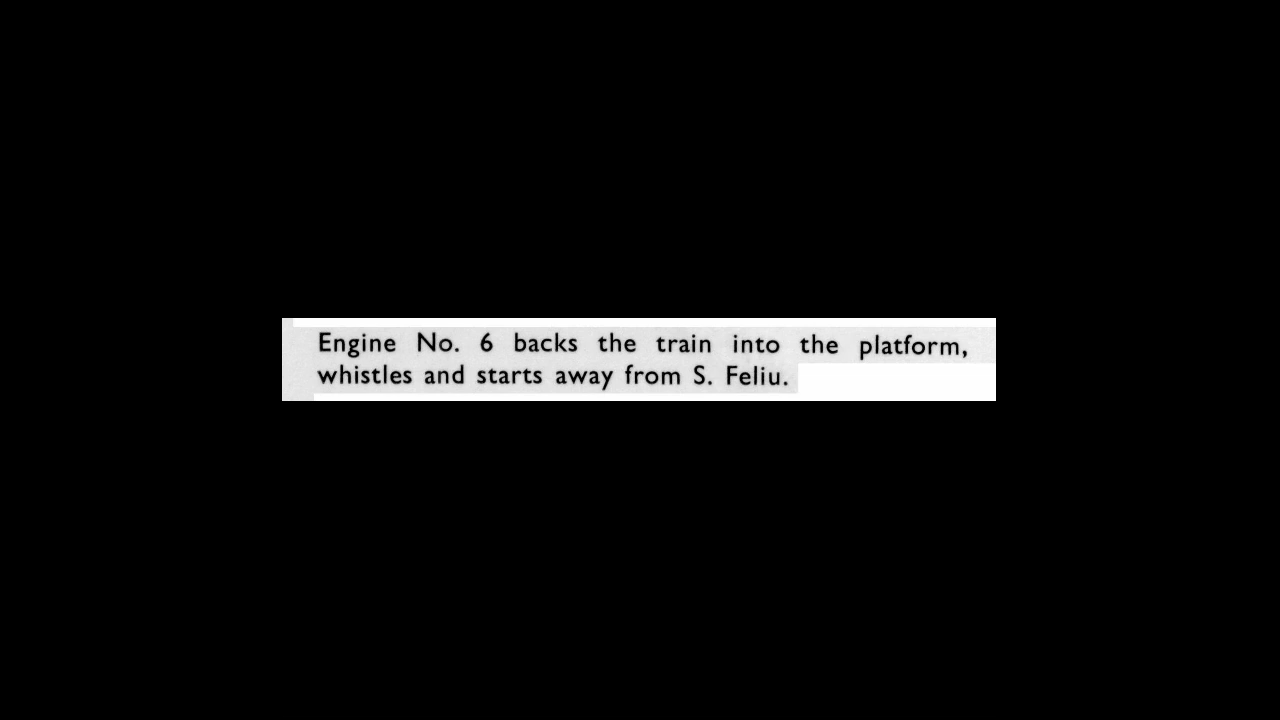 Engine No. 6 backs the train into the platform,
whistles and starts away from S. Feliu.